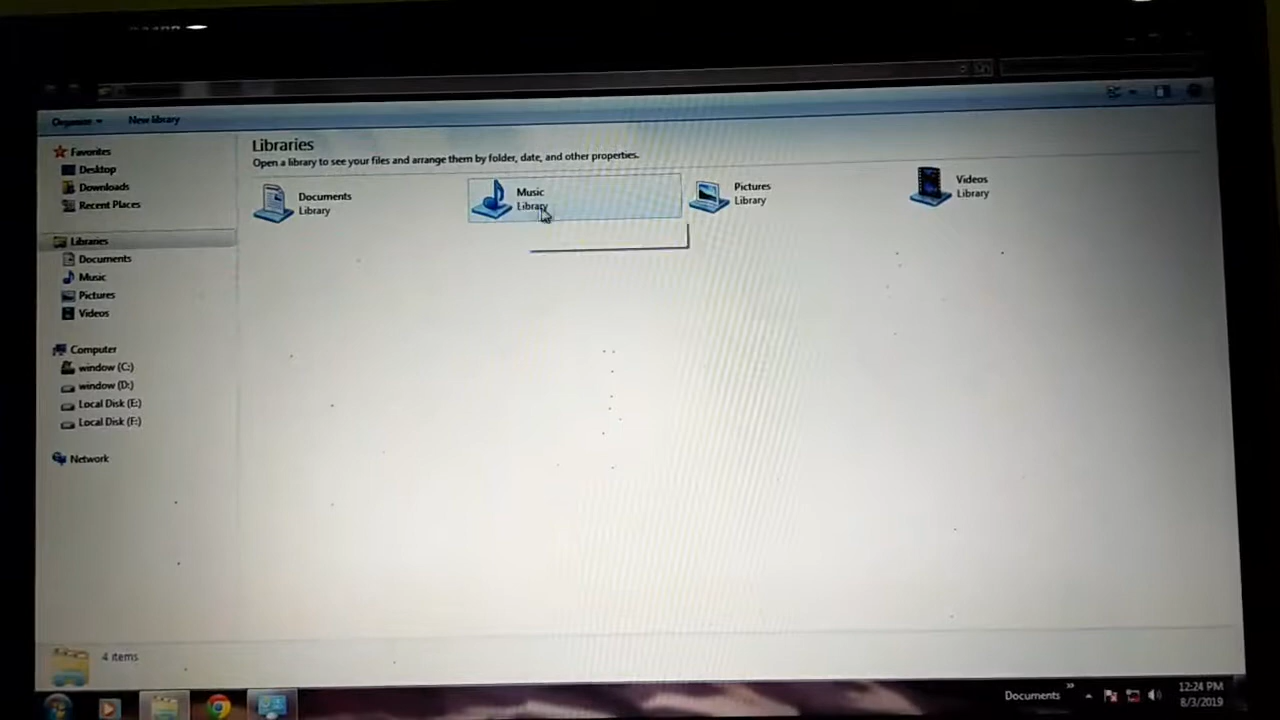 Organize
New library
Favorites
Desktop
Downloads
Recent Places
Libraries
Documents
Music
Pictures
Videos
Computer
window (C:)
window (D:)
Local Disk (E:)
Local Disk (F:)
Network
Libraries
Open a library to see your files and arrange them by folder, date, and other properties.
Documents
Library
Music
Library
Pictures
Library
Videos
Library
4 items
Documents
12:24 PM
8/3/2019